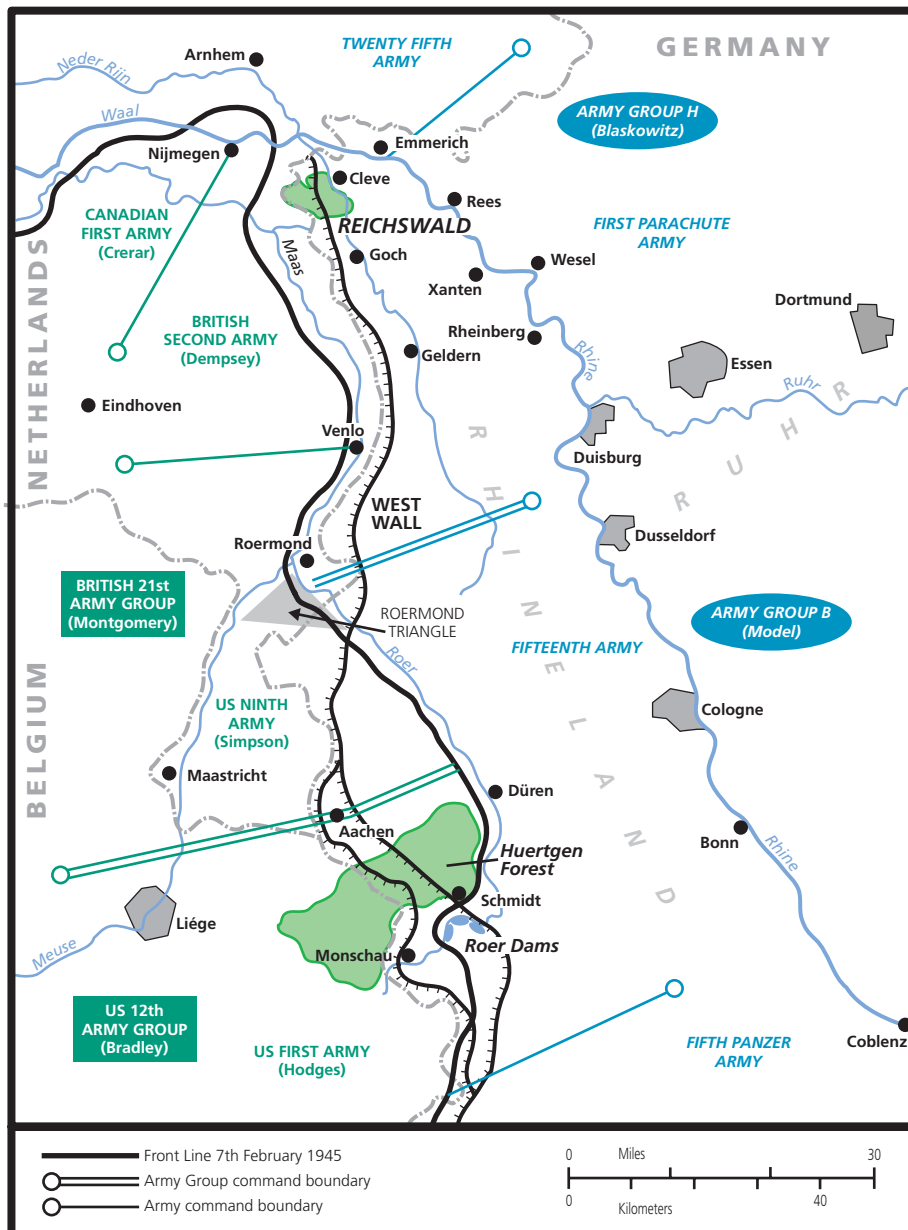 TWENTY FIFTH
ARMY
GERMANY
Arnhem
Neder Rijn
ARMY GROUP H
(Blaskowitz)
Waal
Emmerich
Nijmegen
Cleve
Rees
CANADIAN
FIRST ARMY
(Crerar)
REICHSWALD
FIRST PARACHUTE
ARMY
Maas
Goch
Wesel
Xanten
Dortmund
NETHERLANDS
BRITISH
SECOND ARMY
(Dempsey)
Rheinberg
Geldern
Rhine
Essen
Ruhr
Eindhoven
Venlo
Duisburg
RUHR
RHINELAND
WEST
WALL
Dusseldorf
Roermond
BRITISH 21st
ARMY GROUP
(Montgomery)
ROERMOND
TRIANGLE
ARMY GROUP B
(Model)
Roer
FIFTEENTH ARMY
BELGIUM
US NINTH
ARMY
(Simpson)
Cologne
Maastricht
Düren
Aachen
Bonn
Rhine
Huertgen
Forest
Schmidt
Liége
Meuse
Monschau
Roer Dams
US 12th
ARMY GROUP
(Bradley)
US FIRST ARMY
(Hodges)
FIFTH PANZER
ARMY
Coblenz
Front Line 7th February 1945
Army Group command boundary
Army command boundary
0 Miles 30
0 Kilometers 40